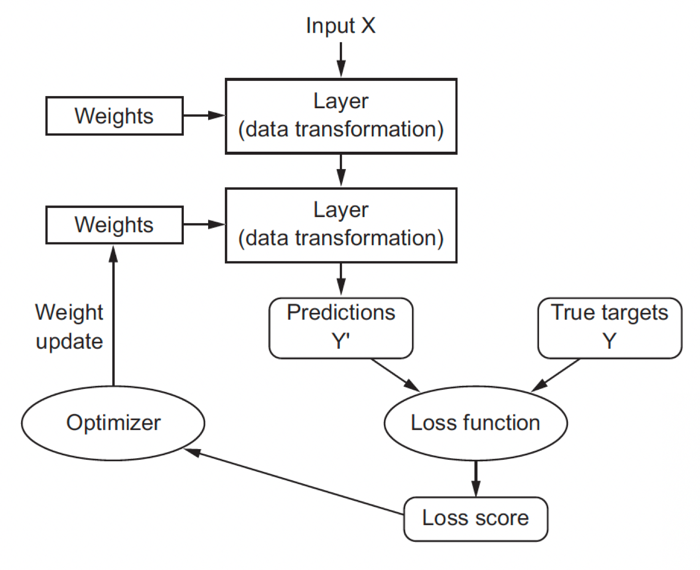 Input X
Layer
(data transformation)
Weights
Layer
(data transformation)
Weights
Weight
update
Predictions
Y'
True targets
Y
Optimizer
Loss function
Loss score